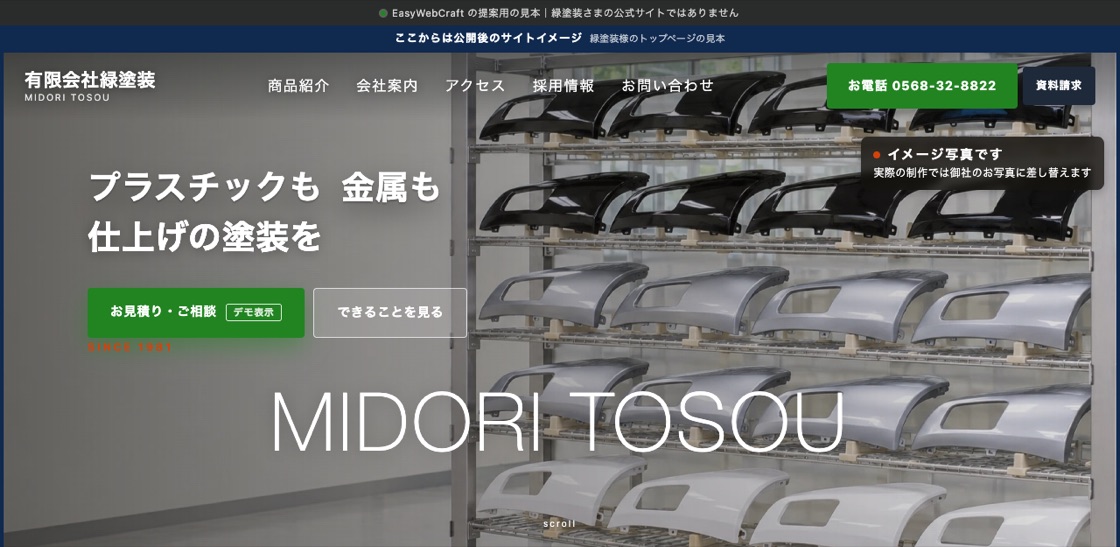 EasyWebCraft の提案用の見本｜緑塗装さまの公式サイトではありません
ここからは公開後のサイトイメージ 緑塗装様のトップページの見本
有限会社緑塗装
MIDORI TOSOU
商品紹介 会社案内 アクセス 採用情報 お問い合わせ
お電話 0568-32-8822
資料請求
イメージ写真です
実際の制作では御社のお写真に差し替えます
プラスチックも 金属も
仕上げの塗装を
お見積り・ご相談 デモ表示
できることを見る
MIDORI TOSOU
scroll